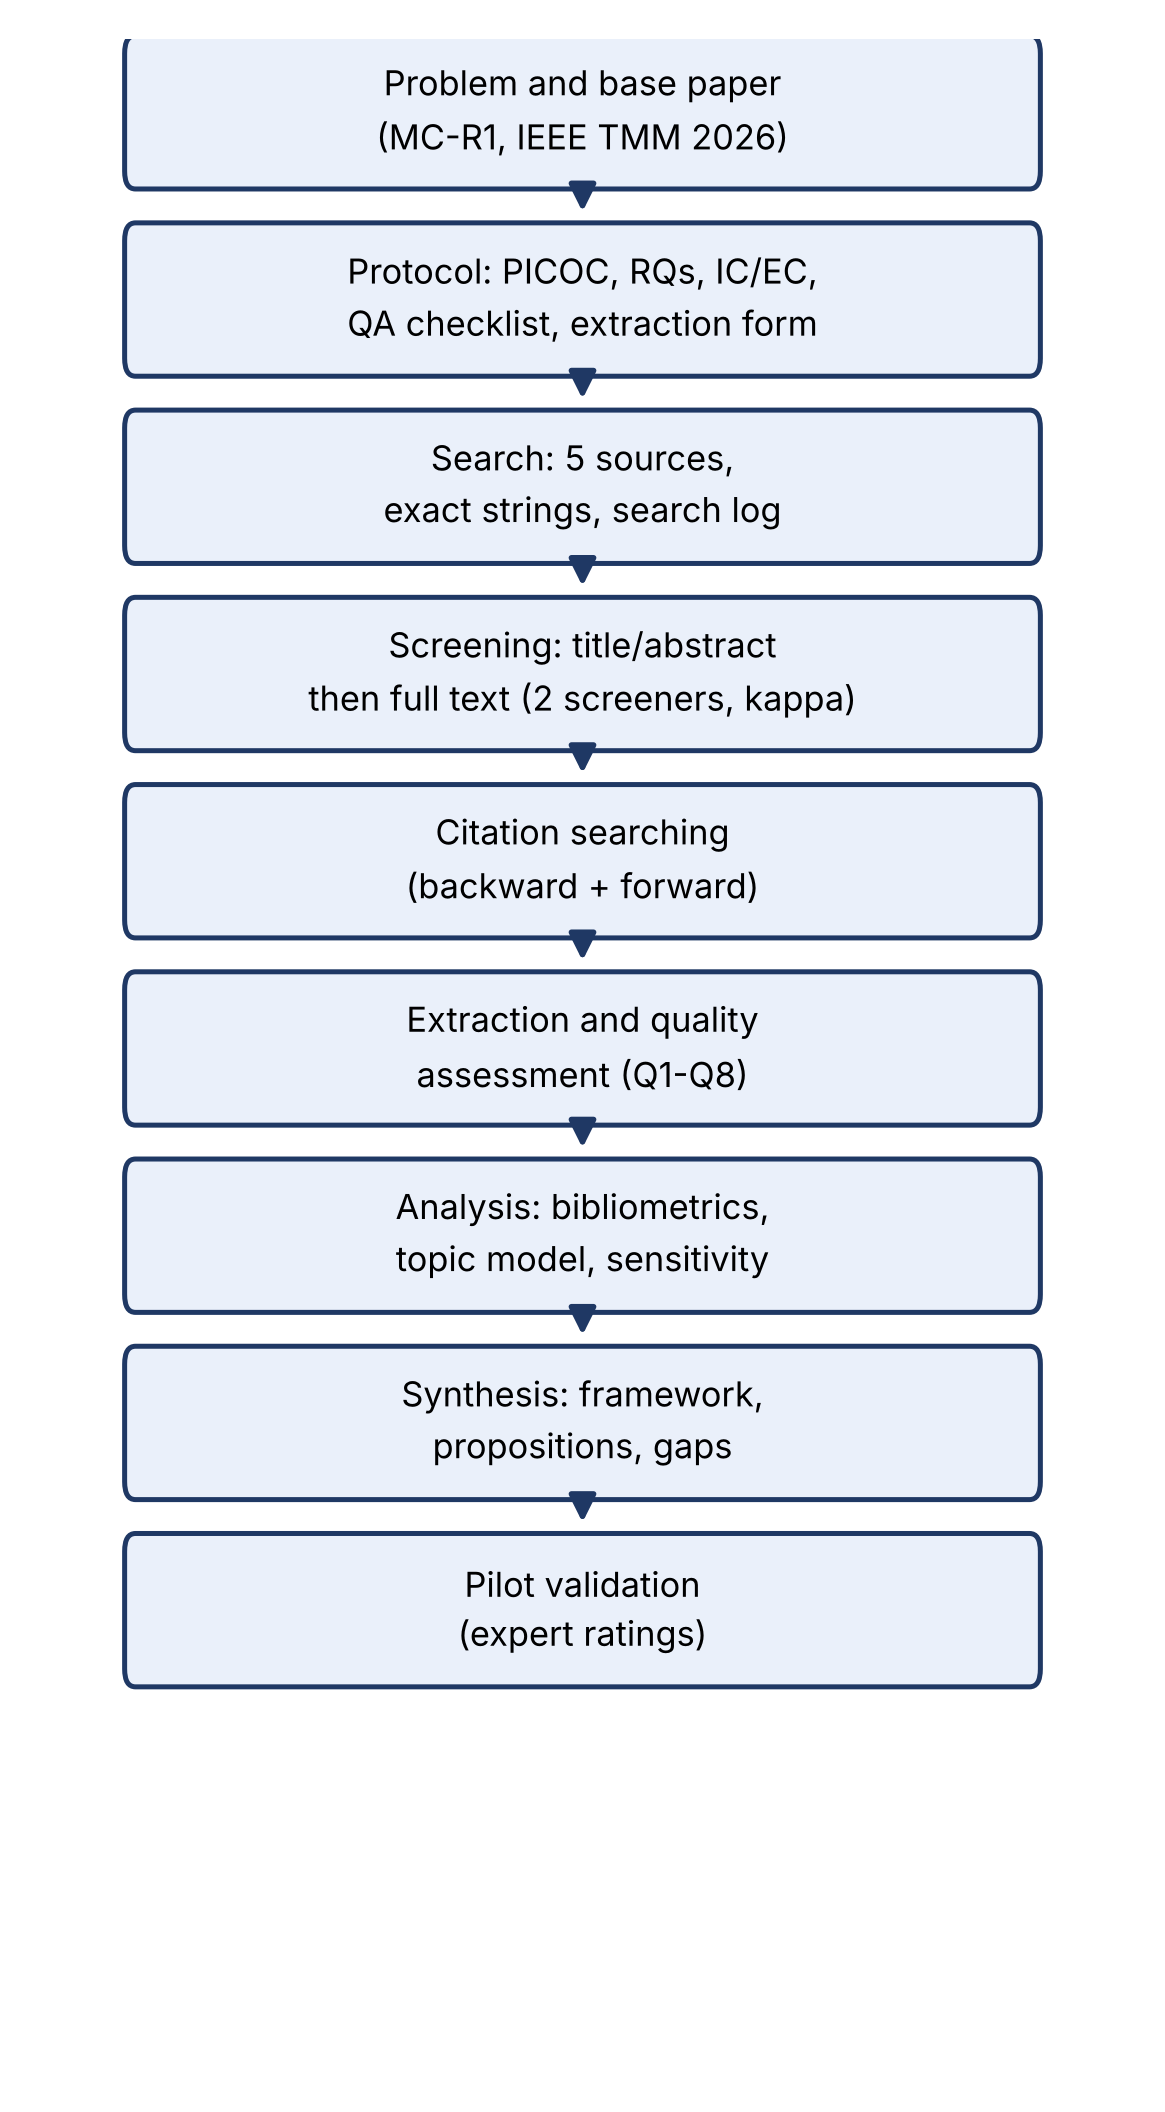 Problem and base paper
(MC-R1, IEEE TMM 2026)
Protocol: PICOC, RQs, IC/EC,
QA checklist, extraction form
Search: 5 sources,
exact strings, search log
Screening: title/abstract
then full text (2 screeners, kappa)
Citation searching
(backward + forward)
Extraction and quality
assessment (Q1-Q8)
Analysis: bibliometrics,
topic model, sensitivity
Synthesis: framework,
propositions, gaps
Pilot validation
(expert ratings)